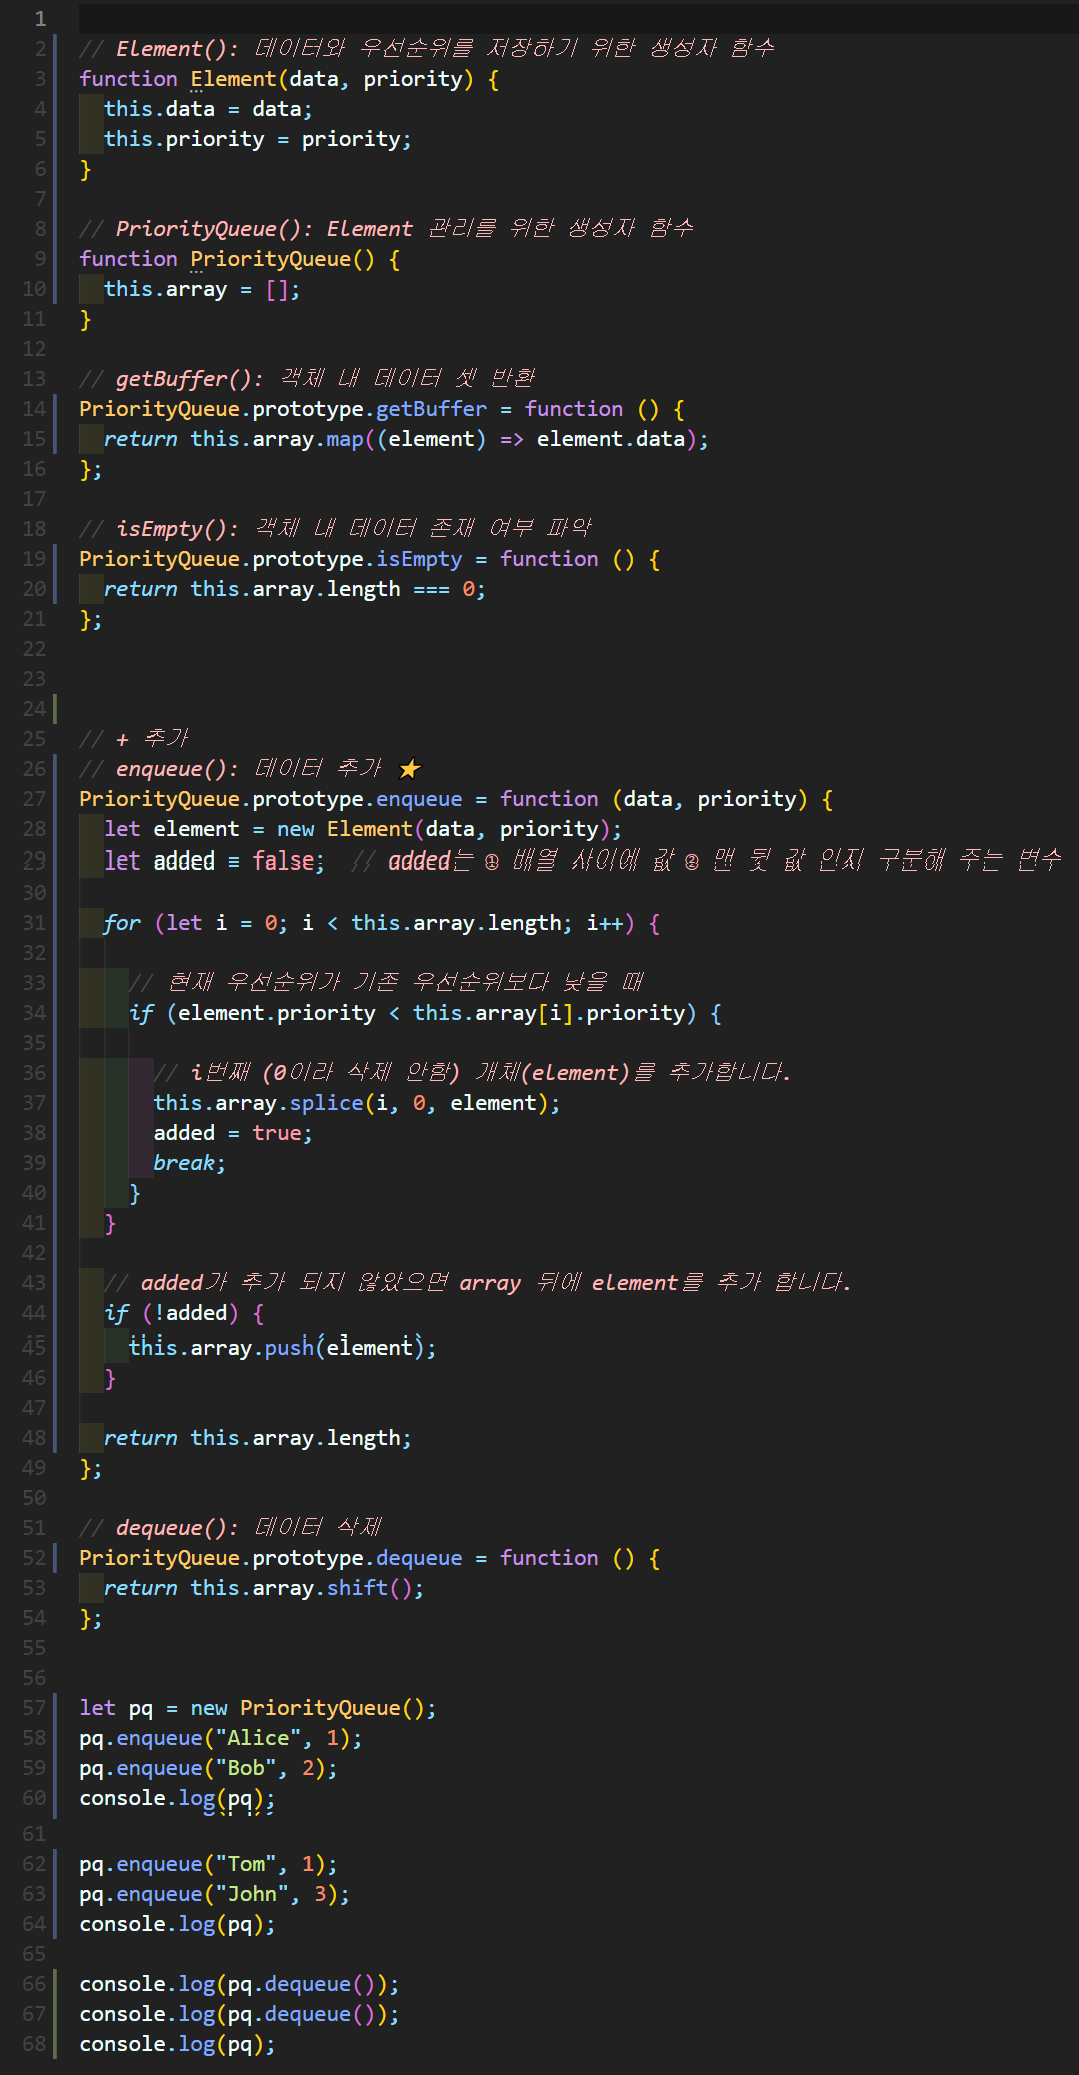 1
2 // Element(): 데이터와 우선순위를 저장하기 위한 생성자 함수
3 function Element(data, priority) {
4   this.data = data;
5   this.priority = priority;
6 }
7
8 // PriorityQueue(): Element 관리를 위한 생성자 함수
9 function PriorityQueue() {
10   this.array = [];
11 }
12
13 // getBuffer(): 객체 내 데이터 셋 반환
14 PriorityQueue.prototype.getBuffer = function () {
15   return this.array.map((element) => element.data);
16 };
17
18 // isEmpty(): 객체 내 데이터 존재 여부 파악
19 PriorityQueue.prototype.isEmpty = function () {
20   return this.array.length === 0;
21 };
22
23
24
25 // + 추가
26 // enqueue(): 데이터 추가 ⭐
27 PriorityQueue.prototype.enqueue = function (data, priority) {
28   let element = new Element(data, priority);
29   let added = false;  // added는 ① 배열 사이에 값 ② 맨 뒷 값 인지 구분해 주는 변수
30
31   for (let i = 0; i < this.array.length; i++) {
32
33     // 현재 우선순위가 기존 우선순위보다 낮을 때
34     if (element.priority < this.array[i].priority) {
35
36       // i번째 (0이라 삭제 안함) 개체(element)를 추가합니다.
37       this.array.splice(i, 0, element);
38       added = true;
39       break;
40     }
41   }
42
43   // added가 추가 되지 않았으면 array 뒤에 element를 추가 합니다.
44   if (!added) {
45     this.array.push(element);
46   }
47
48   return this.array.length;
49 };
50
51 // dequeue(): 데이터 삭제
52 PriorityQueue.prototype.dequeue = function () {
53   return this.array.shift();
54 };
55
56
57 let pq = new PriorityQueue();
58 pq.enqueue("Alice", 1);
59 pq.enqueue("Bob", 2);
60 console.log(pq);
61
62 pq.enqueue("Tom", 1);
63 pq.enqueue("John", 3);
64 console.log(pq);
65
66 console.log(pq.dequeue());
67 console.log(pq.dequeue());
68 console.log(pq);